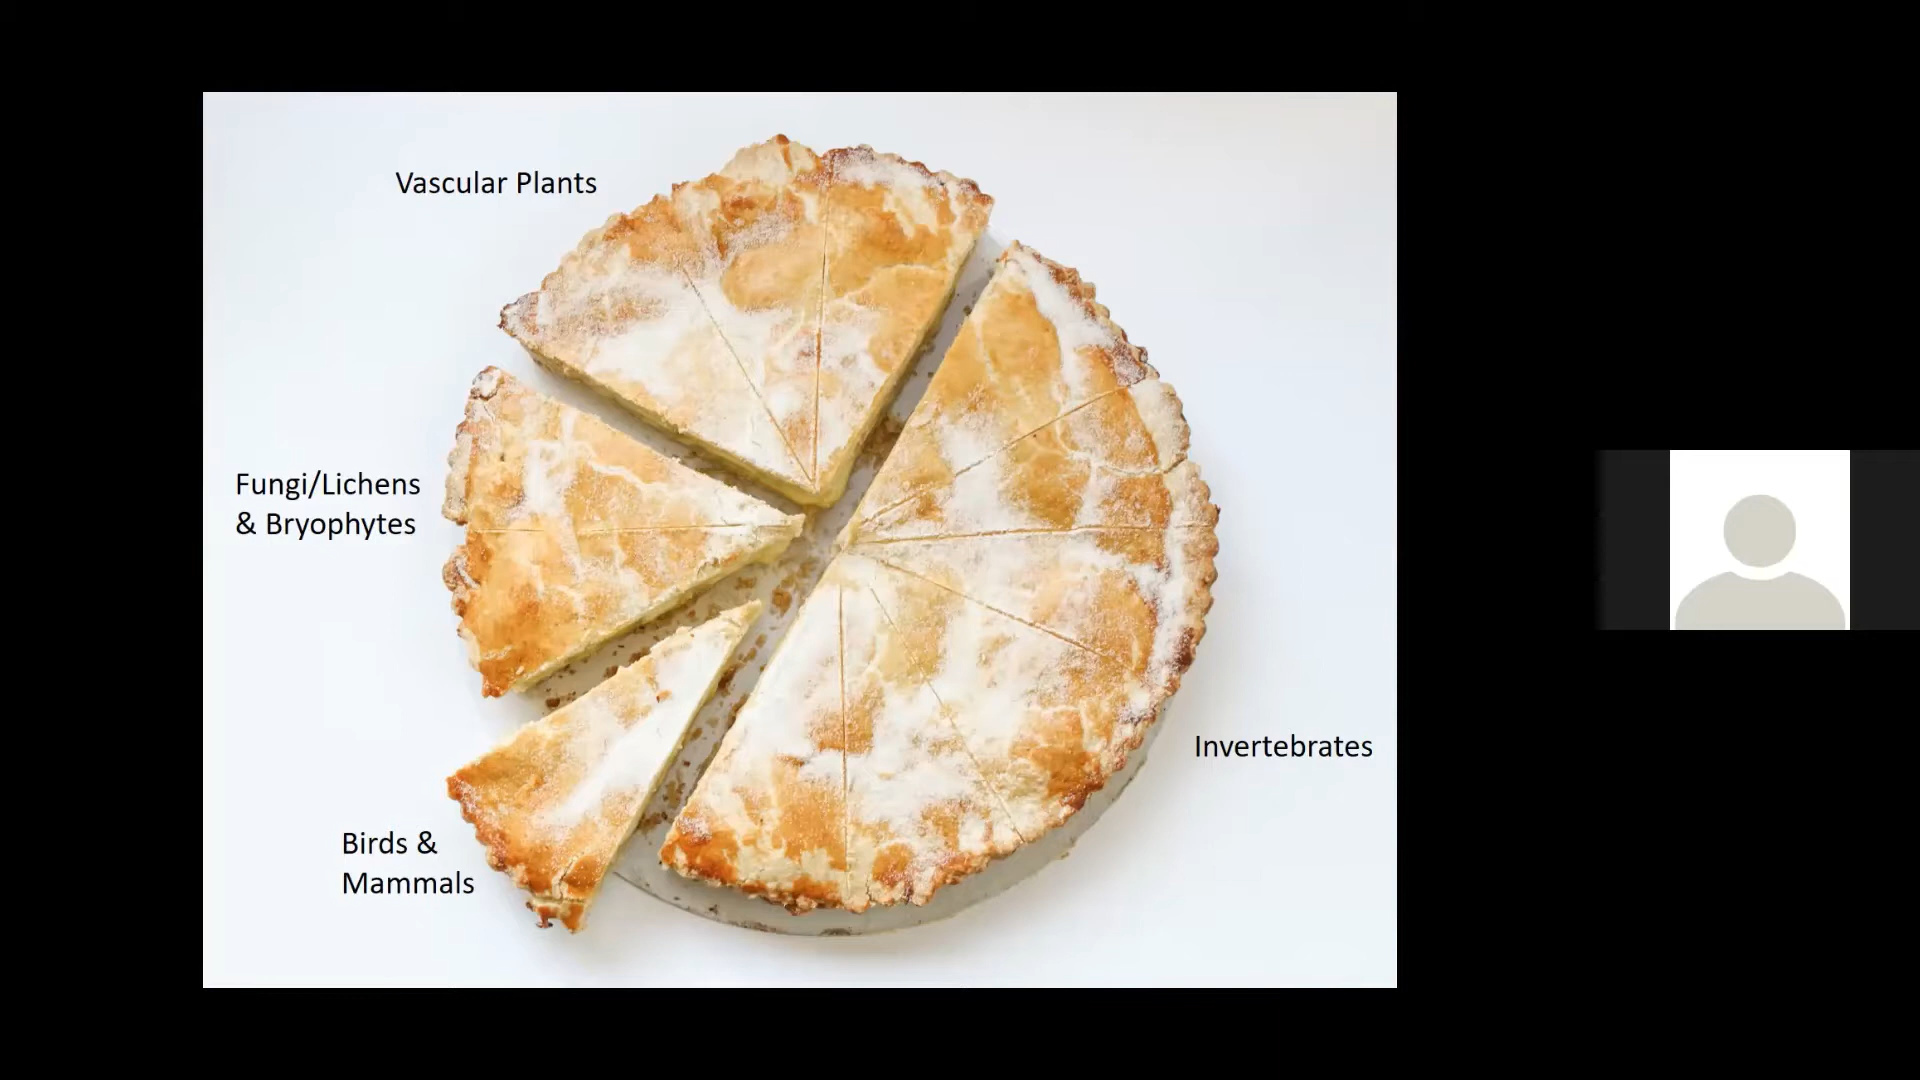 Vascular Plants
Fungi/Lichens
& Bryophytes
Invertebrates
Birds &
Mammals